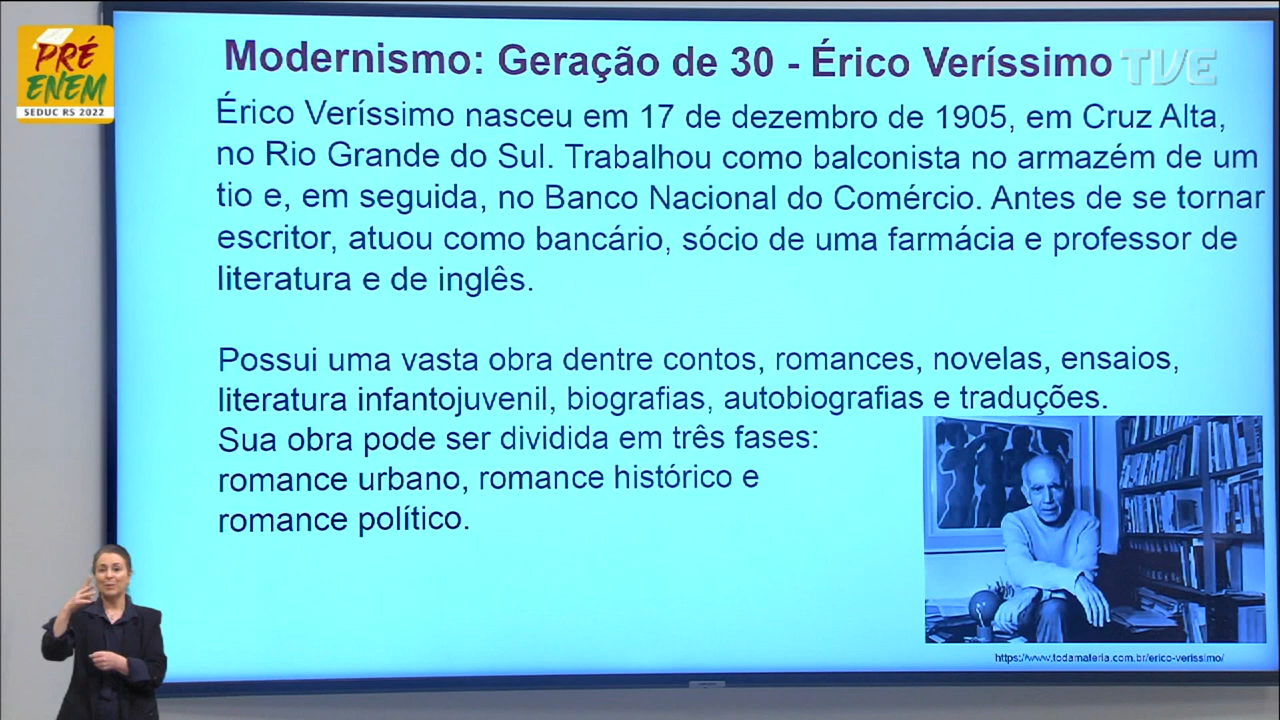 PRÉ
ENEM
SEDUC RS 2022
Modernismo: Geração de 30 - Érico Veríssimo
TVE
Érico Veríssimo nasceu em 17 de dezembro de 1905, em Cruz Alta,
no Rio Grande do Sul. Trabalhou como balconista no armazém de um
tio e, em seguida, no Banco Nacional do Comércio. Antes de se tornar
escritor, atuou como bancário, sócio de uma farmácia e professor de
literatura e de inglês.
Possui uma vasta obra dentre contos, romances, novelas, ensaios,
literatura infantojuvenil, biografias, autobiografias e traduções.
Sua obra pode ser dividida em três fases:
romance urbano, romance histórico e
romance político.
https://www.todamateria.com.br/erico-verissimo/